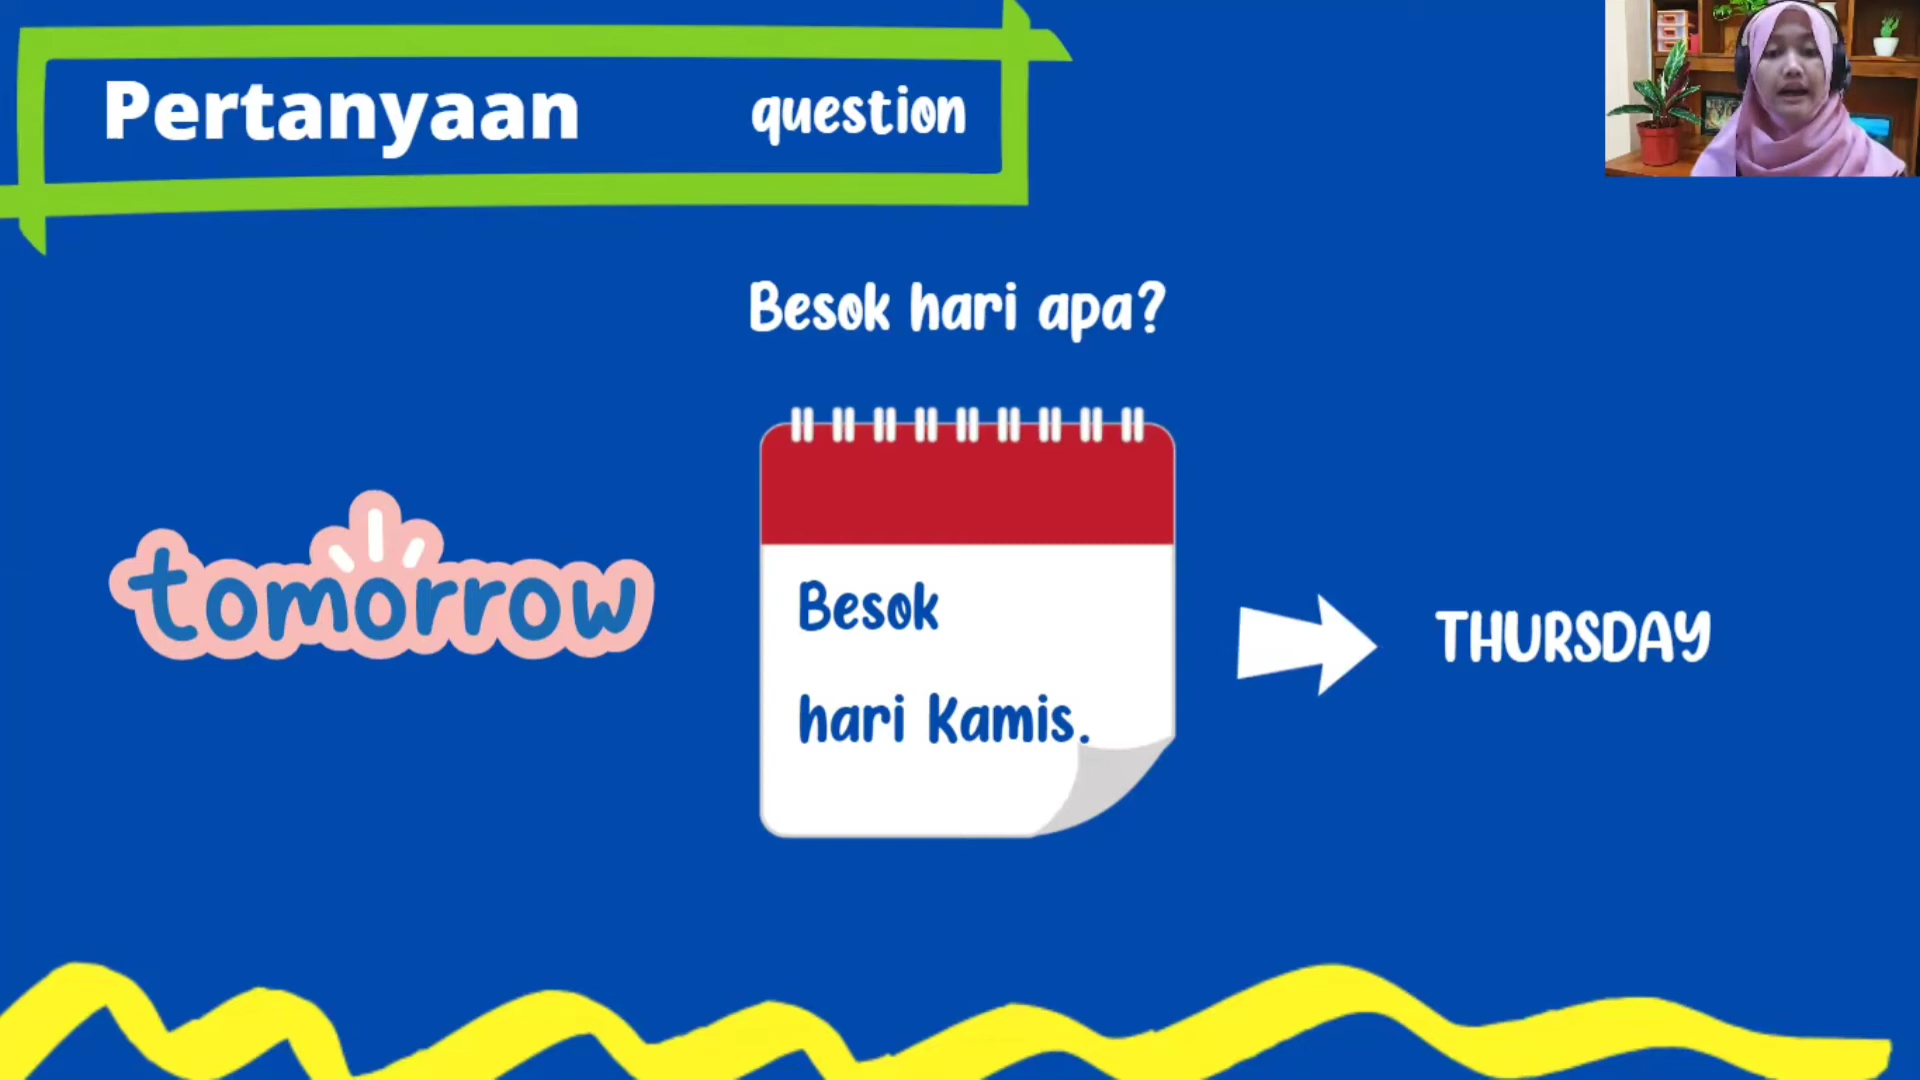 Pertanyaan question
Besok hari apa?
tomorrow
Besok
hari Kamis.
THURSDAY